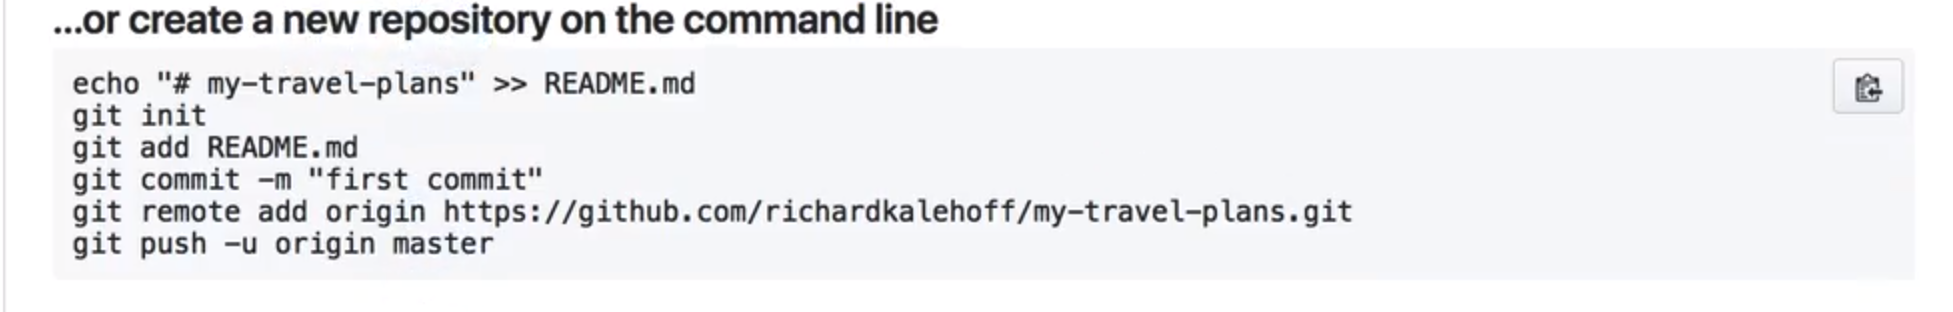 ...or create a new repository on the command line
echo "# my-travel-plans" >> README.md
git init
git add README.md
git commit -m "first commit"
git remote add origin https://github.com/richardkalehoff/my-travel-plans.git
git push -u origin master